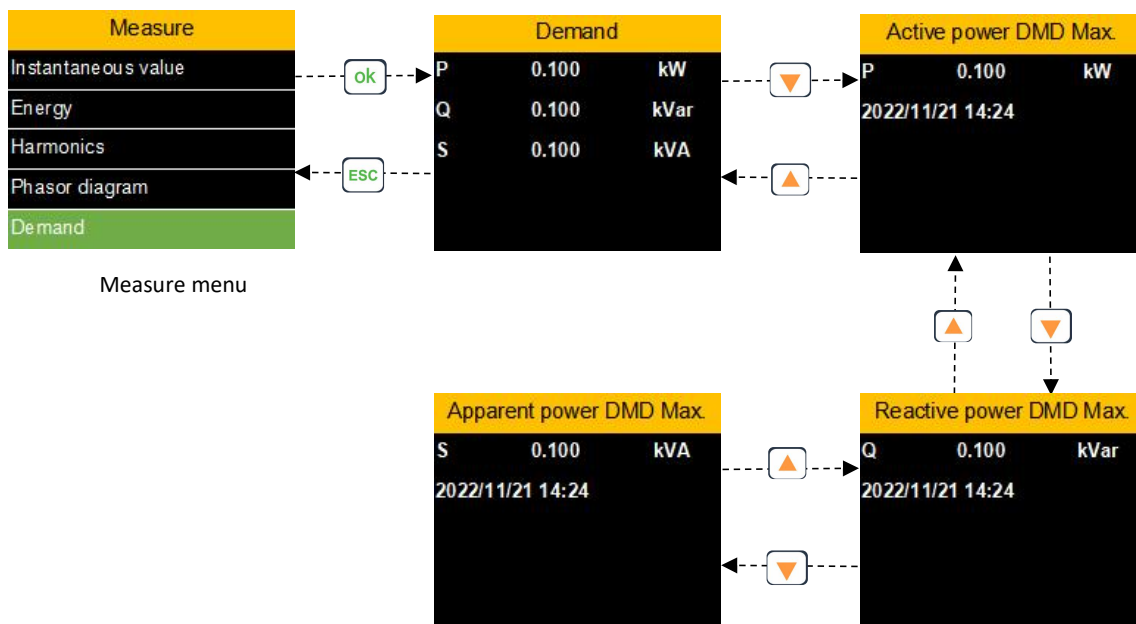 Measure
Instantaneous value
Energy
Harmonics
Phasor diagram
Demand
Measure menu
ok
ESC
Demand
P 0.100 kW
Q 0.100 kVar
S 0.100 kVA
Active power DMD Max.
P 0.100 kW
2022/11/21 14:24
Apparent power DMD Max.
S 0.100 kVA
2022/11/21 14:24
Reactive power DMD Max.
Q 0.100 kVar
2022/11/21 14:24